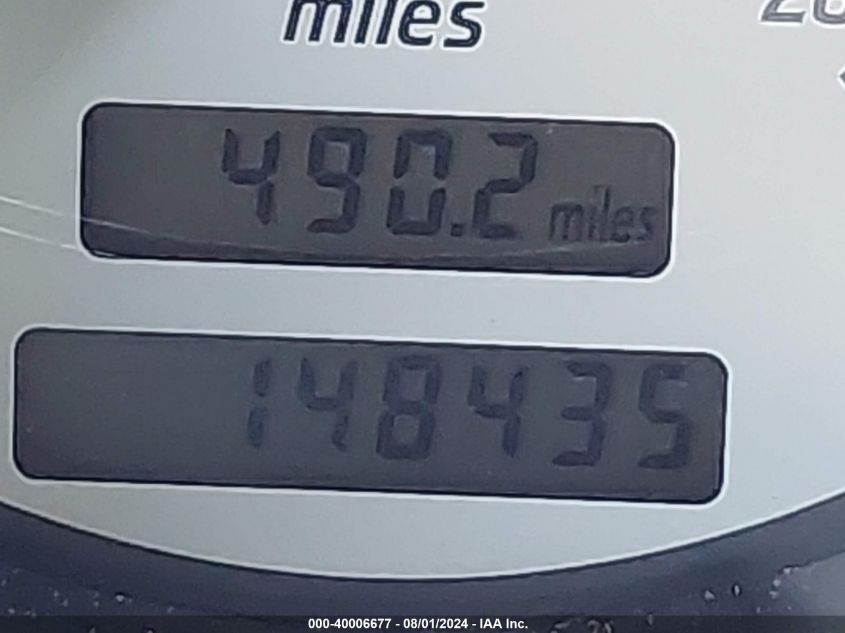 miles
490.2 miles
148435
000-40006677 - 08/01/2024 - IAA Inc.